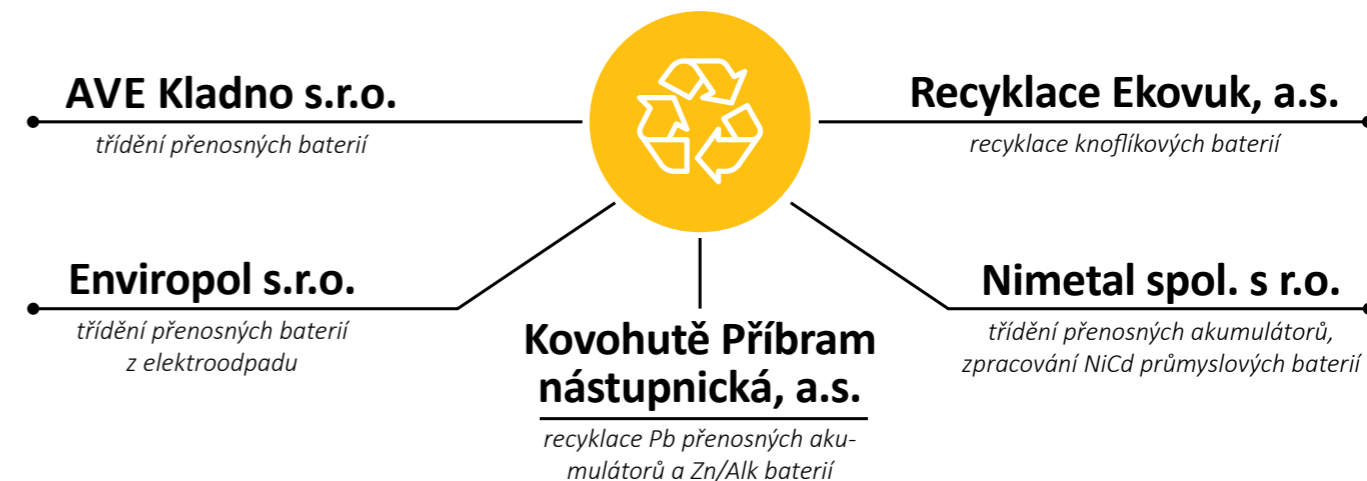 AVE Kladno s.r.o.
třídění přenosných baterií
Recyklace Ekovuk, a.s.
recyklace knoflíkových baterií
Enviropol s.r.o.
třídění přenosných baterií
z elektroodpadu
Kovohutě Příbram
nástupnická, a.s.
recyklace Pb přenosných aku-
mulátorů a Zn/Alk baterií
Nimetal spol. s r.o.
třídění přenosných akumulátorů,
zpracování NiCd průmyslových baterií